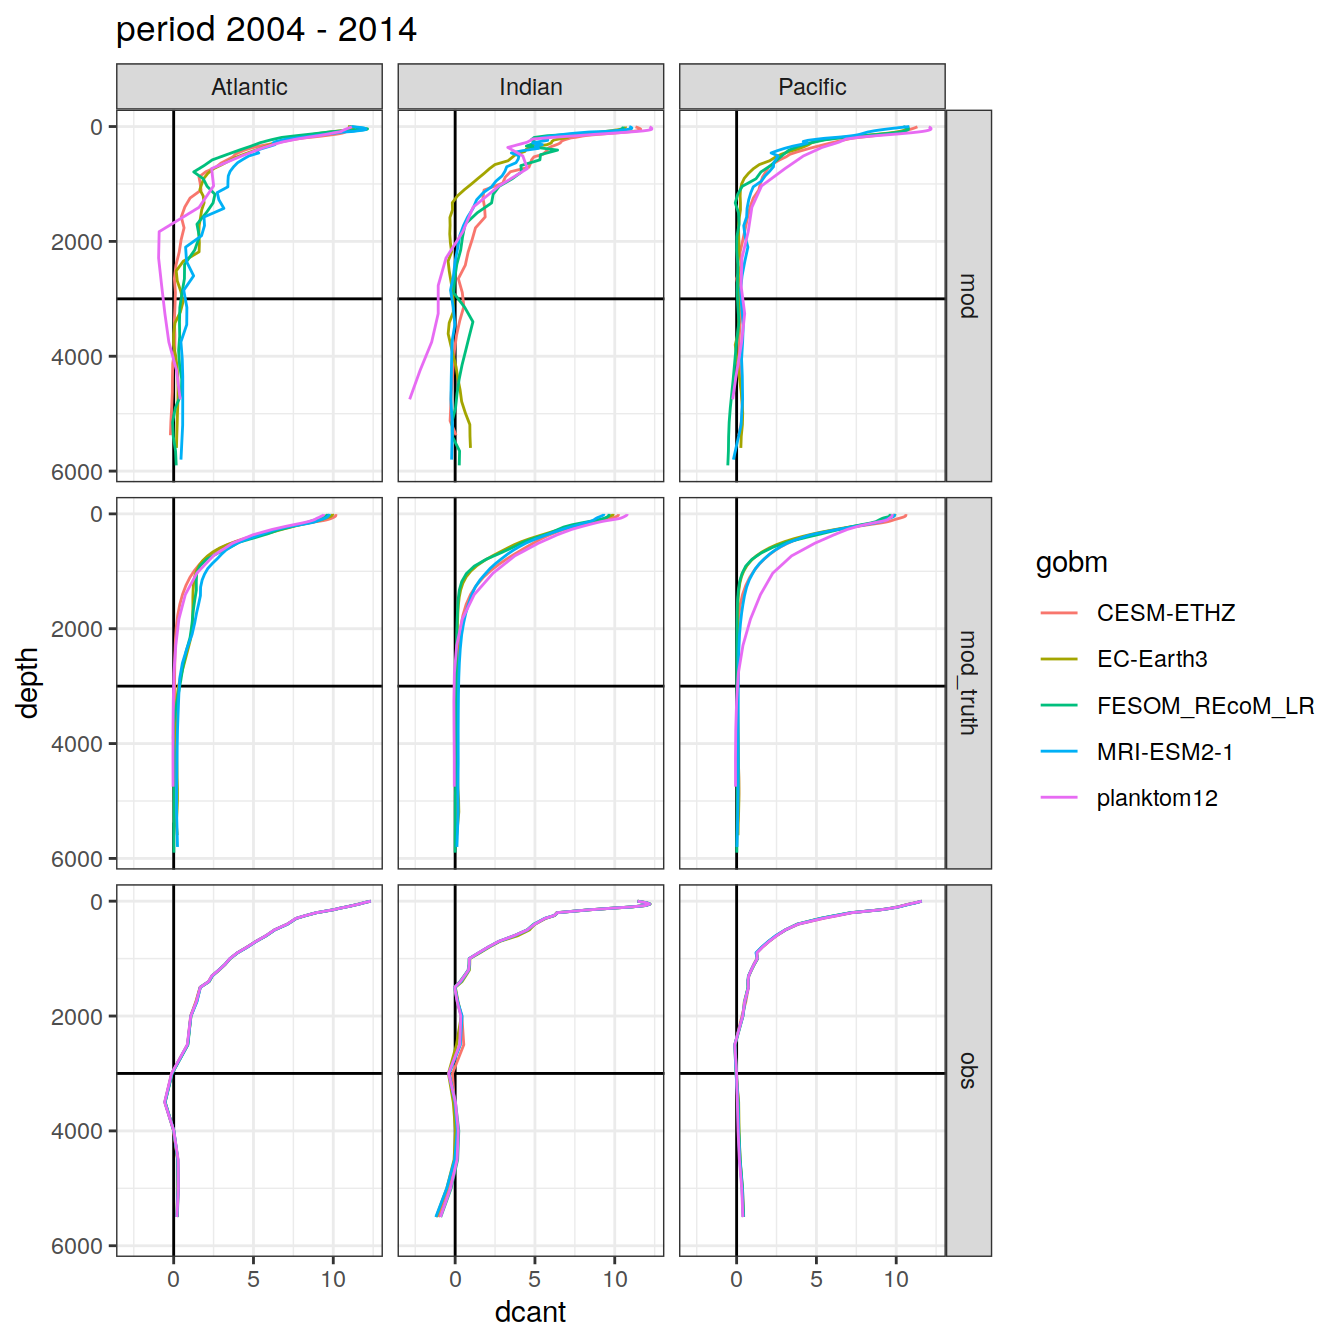 period 2004 - 2014
Atlantic
Indian
Pacific
0
2000
4000
6000
mod
0
2000
4000
6000
mod_truth
0
2000
4000
6000
obs
depth
0 5 10
0 5 10
0 5 10
dcant
gobm
CESM-ETHZ
EC-Earth3
FESOM_REcoM_LR
MRI-ESM2-1
planktom12